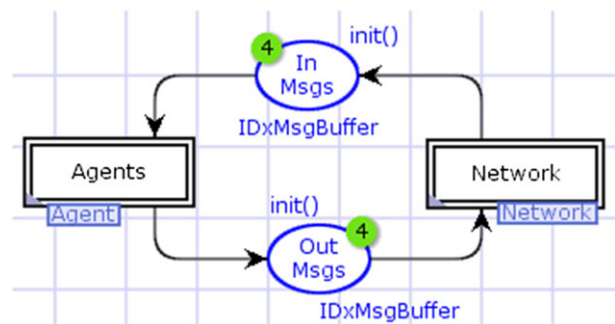 init()
4
In
Msgs
IDxMsgBuffer
Agents
Agent
Network
Network
init()
4
Out
Msgs
IDxMsgBuffer